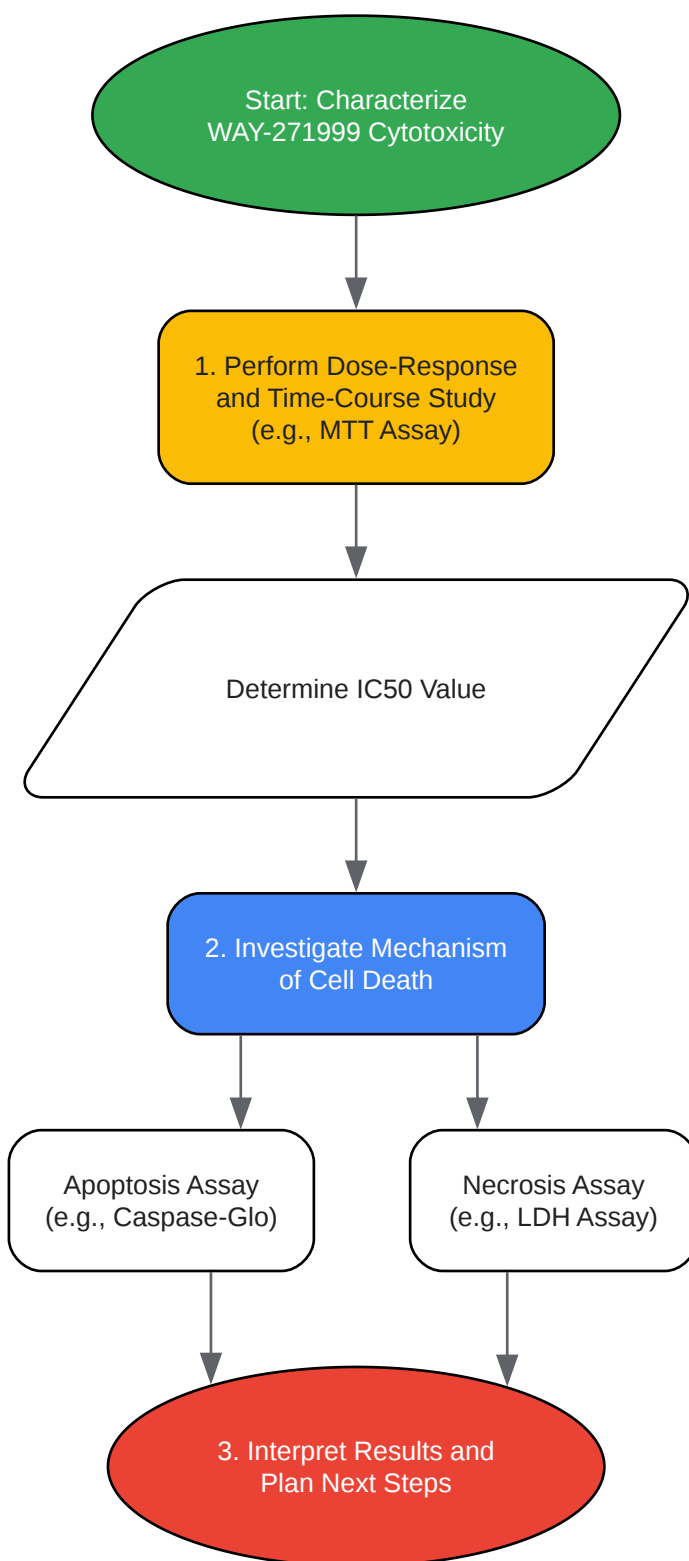 Start: Characterize
WAY-271999 Cytotoxicity
1. Perform Dose-Response
and Time-Course Study
(e.g., MTT Assay)
Determine IC50 Value
2. Investigate Mechanism
of Cell Death
Apoptosis Assay
(e.g., Caspase-Glo)
Necrosis Assay
(e.g., LDH Assay)
3. Interpret Results and
Plan Next Steps